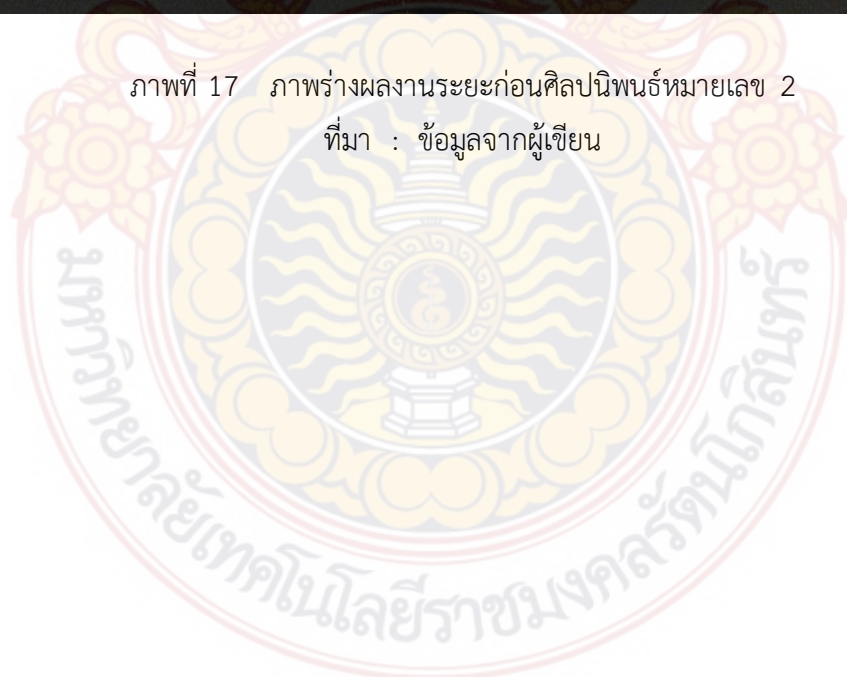 ภาพที่ 17 ภาพร่างผลงานระยะก่อนศิลปนิพนธ์หมายเลข 2
ที่มา : ข้อมูลจากผู้เขียน
มหาวิทยาลัยเทคโนโลยีราชมงคลรัตนโกสินทร์